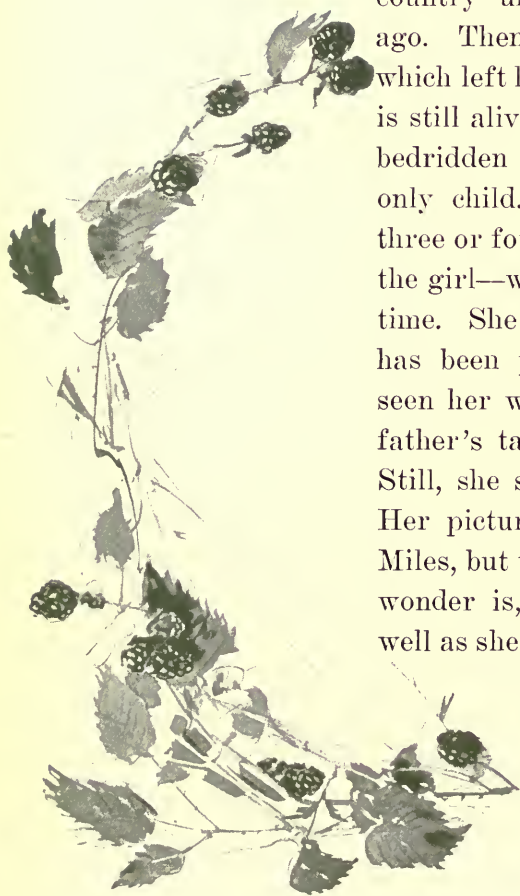 ago. Then
which left
is still aliv
bedridden
only child.
three or fo
the girl—w
time. She
has been
seen her w
father's ta
Still, she s
Her pictur
Miles, but
wonder is,
well as she